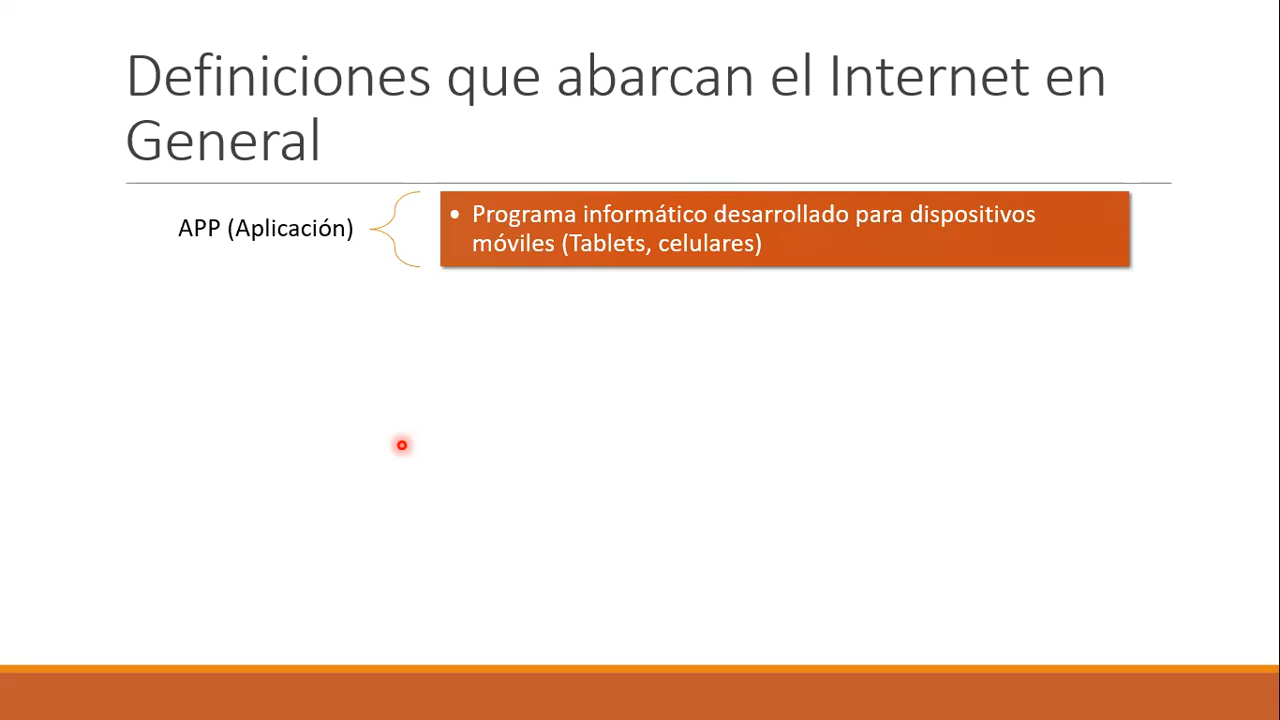 Definiciones que abarcan el Internet en
General
APP (Aplicación)
• Programa informático desarrollado para dispositivos
móviles (Tablets, celulares)